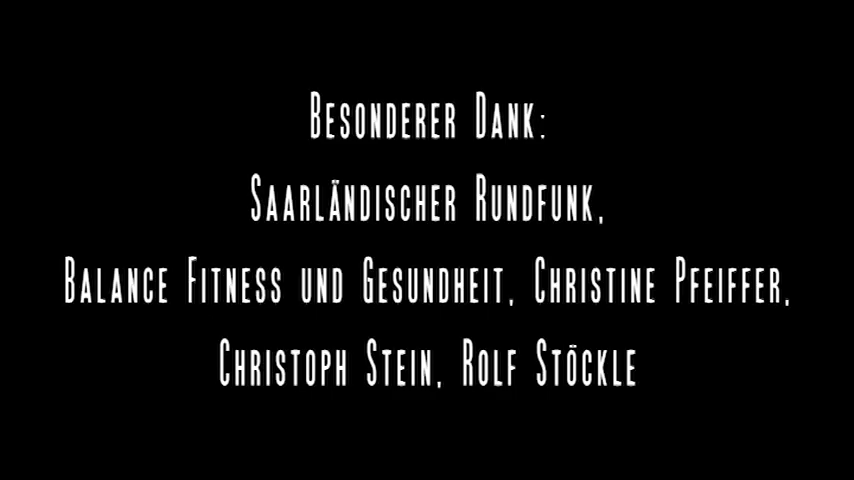 Besonderer Dank:
Saarländischer Rundfunk,
Balance Fitness und Gesundheit, Christine Pfeiffer,
Christoph Stein, Rolf Stöckle